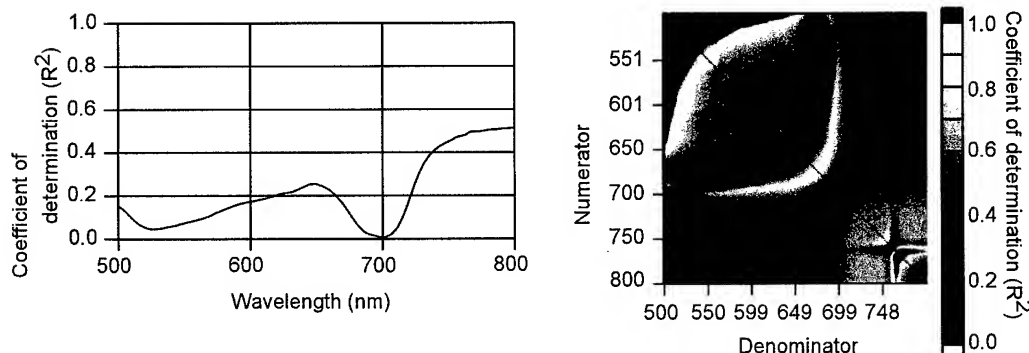 1.0
0.8
0.6
0.4
0.2
0.0
500 600 700 800
Wavelength (nm)
Coefficient of
determination (R²)
551
601
650
700
750
800
Numerator
500 550 599 649 699 748
Denominator
1.0
0.8
0.6
0.4
0.2
0.0
Coefficient of determination (R²)